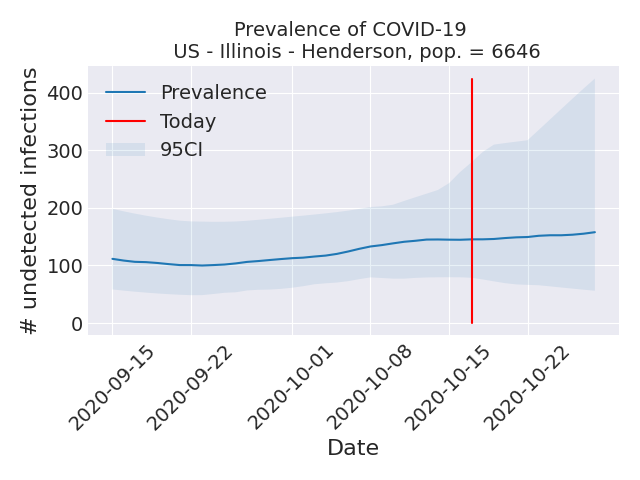 Prevalence of COVID-19
US - Illinois - Henderson, pop. = 6646
# undetected infections
400
300
200
100
0
Prevalence
Today
95CI
2020-09-15
2020-09-22
2020-10-01
2020-10-08
2020-10-15
2020-10-22
Date